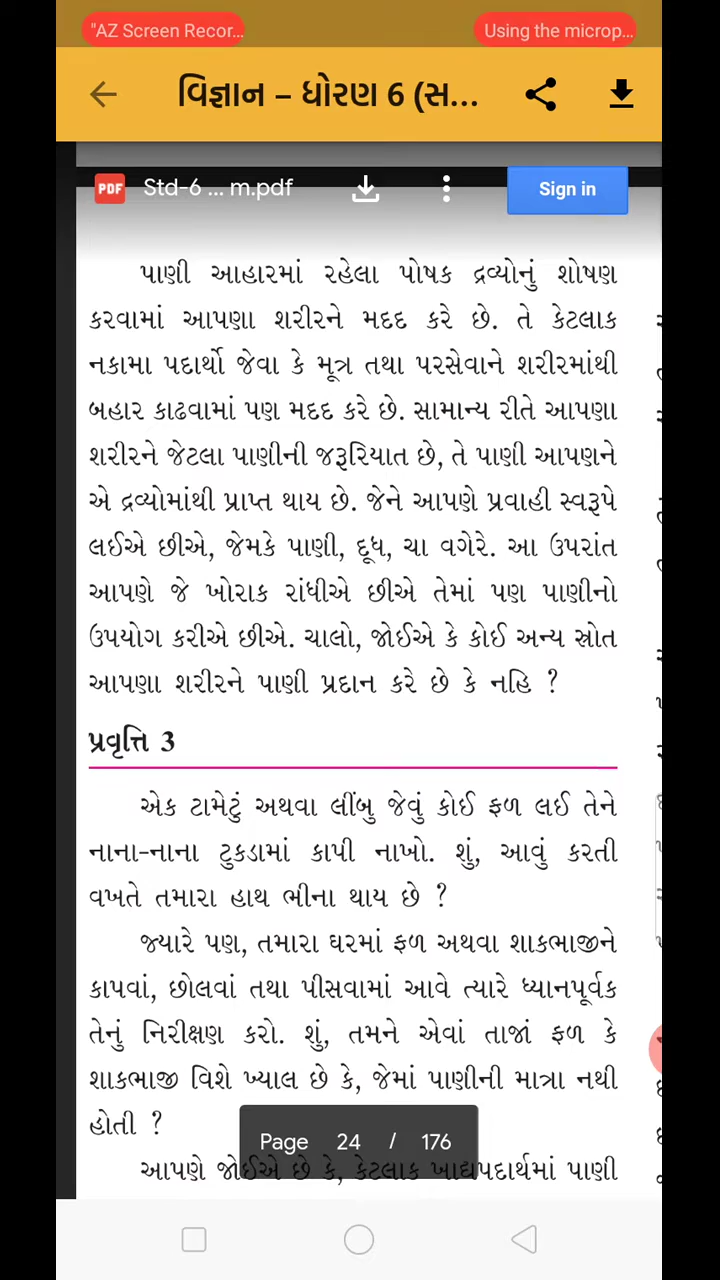 "AZ Screen Recor...
Using the microp...
વિજ્ઞાન – ધોરણ 6 (સ...
PDF
Std-6 ... m.pdf
Sign in
પાણી આહારમાં રહેલા પોષક દ્રવ્યોનું શોષણ
કરવામાં આપણા શરીરને મદદ કરે છે. તે કેટલાક
નકામા પદાર્થો જેવા કે મૂત્ર તથા પરસેવાને શરીરમાંથી
બહાર કાઢવામાં પણ મદદ કરે છે. સામાન્ય રીતે આપણા
શરીરને જેટલા પાણીની જરૂરિયાત છે, તે પાણી આપણને
એ દ્રવ્યોમાંથી પ્રાપ્ત થાય છે. જેને આપણે પ્રવાહી સ્વરૂપે
લઈએ છીએ, જેમકે પાણી, દૂધ, ચા વગેરે. આ ઉપરાંત
આપણે જે ખોરાક રાંધીએ છીએ તેમાં પણ પાણીનો
ઉપયોગ કરીએ છીએ. ચાલો, જોઈએ કે કોઈ અન્ય સ્રોત
આપણા શરીરને પાણી પ્રદાન કરે છે કે નહિ ?
પ્રવૃત્તિ 3
એક ટામેટું અથવા લીંબુ જેવું કોઈ ફળ લઈ તેને
નાના-નાના ટુકડામાં કાપી નાખો. શું, આવું કરતી
વખતે તમારા હાથ ભીના થાય છે ?
જ્યારે પણ, તમારા ઘરમાં ફળ અથવા શાકભાજીને
કાપવાં, છોલવાં તથા પીસવામાં આવે ત્યારે ધ્યાનપૂર્વક
તેનું નિરીક્ષણ કરો. શું, તમને એવાં તાજાં ફળ કે
શાકભાજી વિશે ખ્યાલ છે કે, જેમાં પાણીની માત્રા નથી
હોતી ?
Page 24 / 176
આપણે જોઈએ છે કે, કેટલાક ખાદ્યપદાર્થમાં પાણી